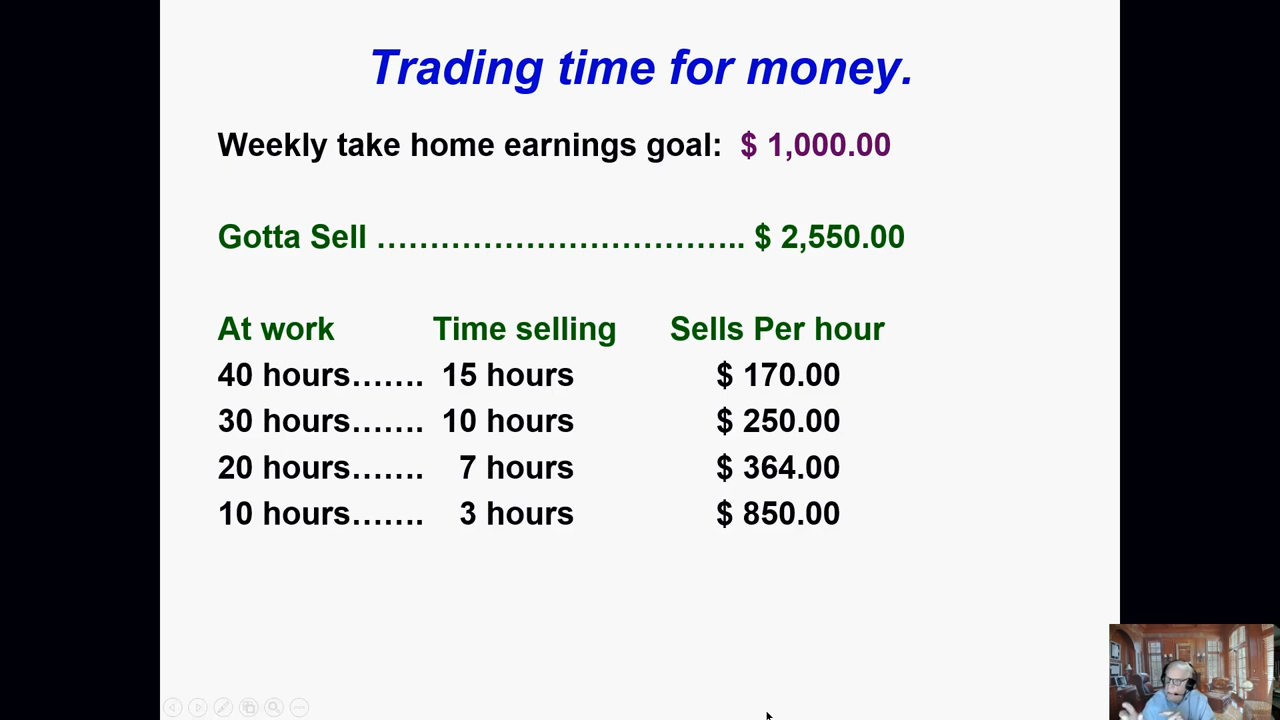 Trading time for money.
Weekly take home earnings goal: $ 1,000.00
Gotta Sell …………………………….. $ 2,550.00
At work Time selling Sells Per hour
40 hours……. 15 hours $ 170.00
30 hours……. 10 hours $ 250.00
20 hours……. 7 hours $ 364.00
10 hours……. 3 hours $ 850.00